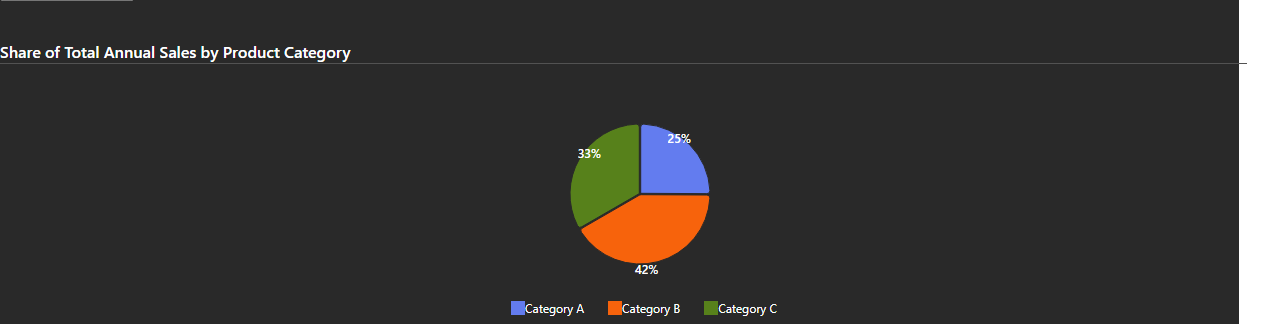 Share of Total Annual Sales by Product Category
25%
33%
42%
Category A Category B Category C